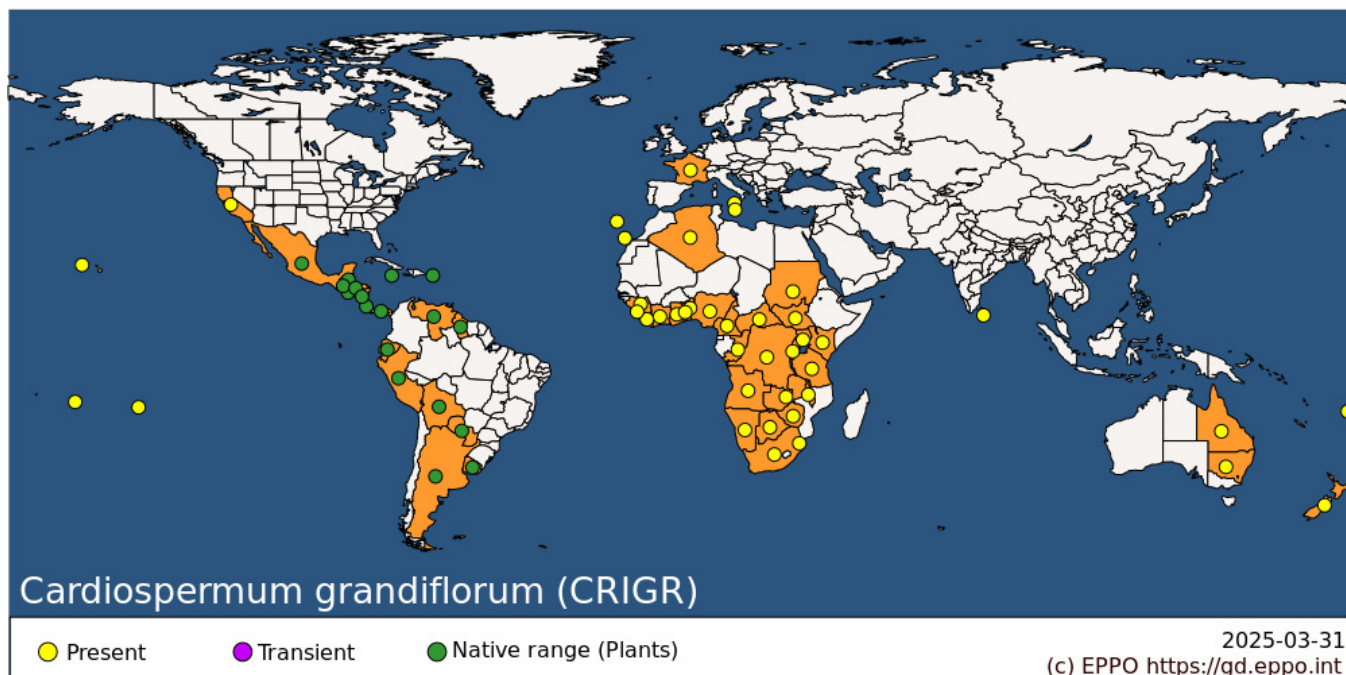 Cardiospermum grandiflorum (CRIGR)
Present
Transient
Native range (Plants)
2025-03-31
(c) EPPO https://gd.eppo.int